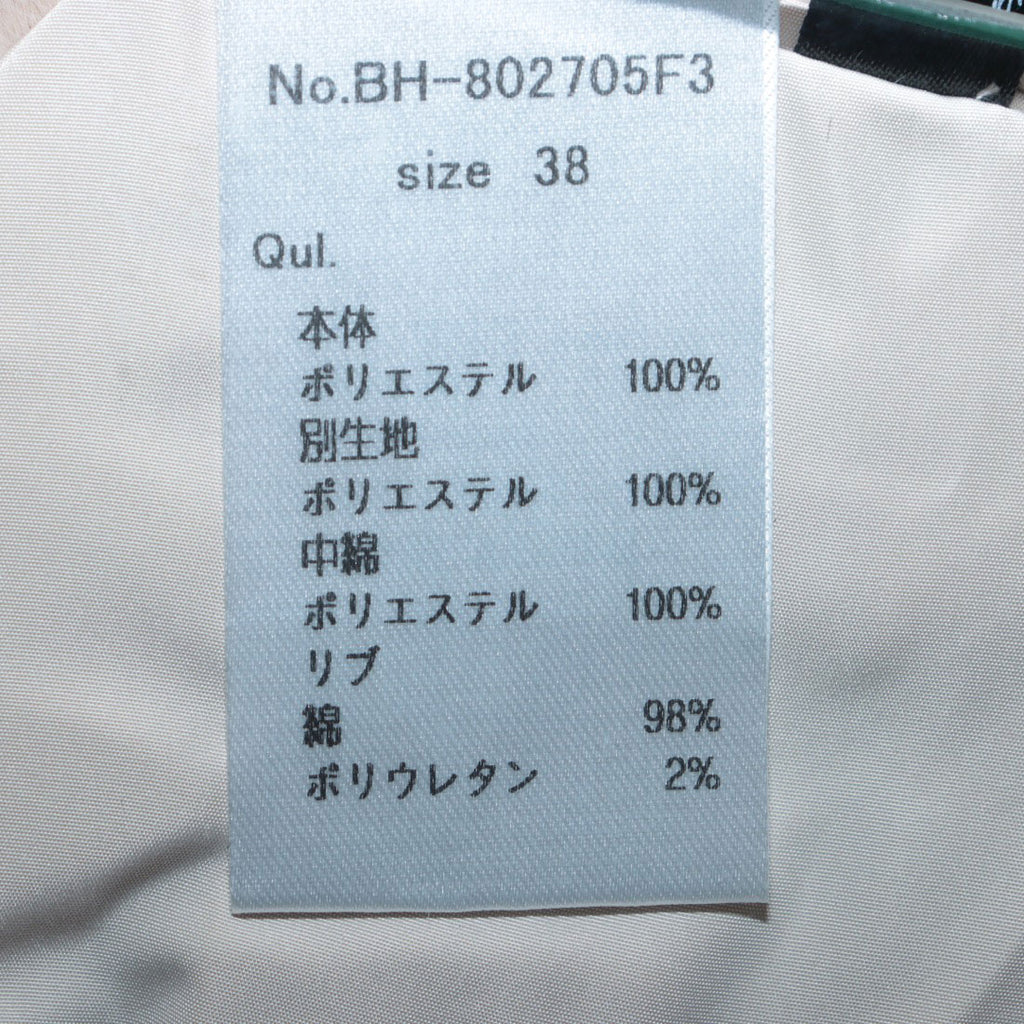 No.BH-802705F3
size 38
Qul.
本体
ポリエステル 100%
別生地
ポリエステル 100%
中綿
ポリエステル 100%
リブ
綿 98%
ポリウレタン 2%